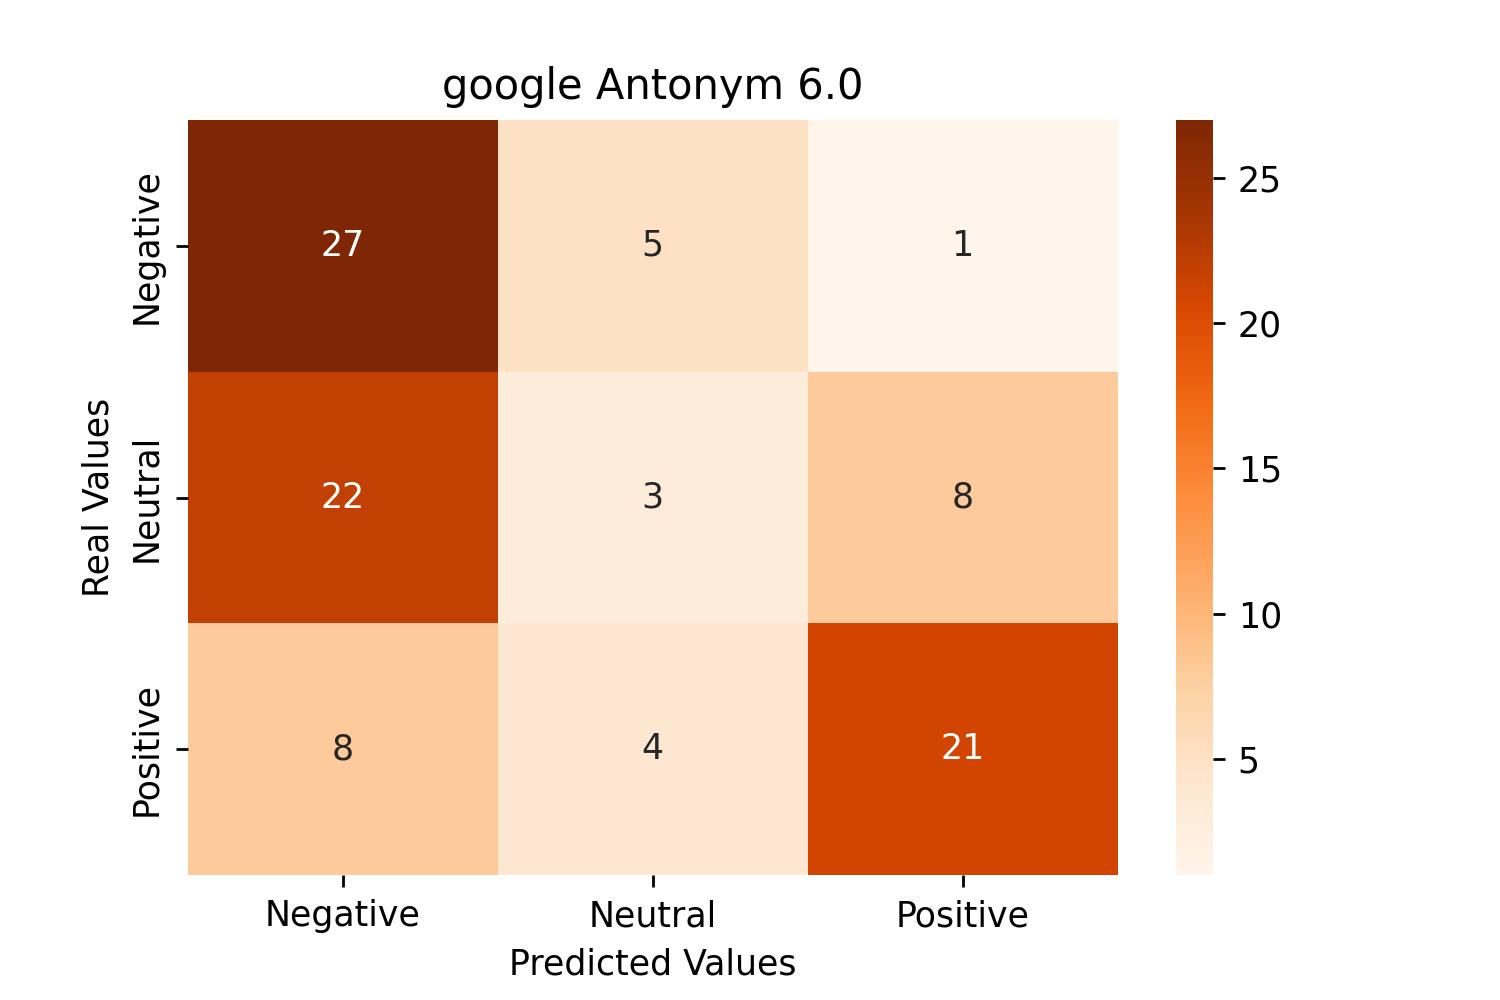 google Antonym 6.0
Real Values
Negative
27 5 1
Neutral
22 3 8
Positive
8 4 21
Negative Neutral Positive
Predicted Values
25
20
15
10
5